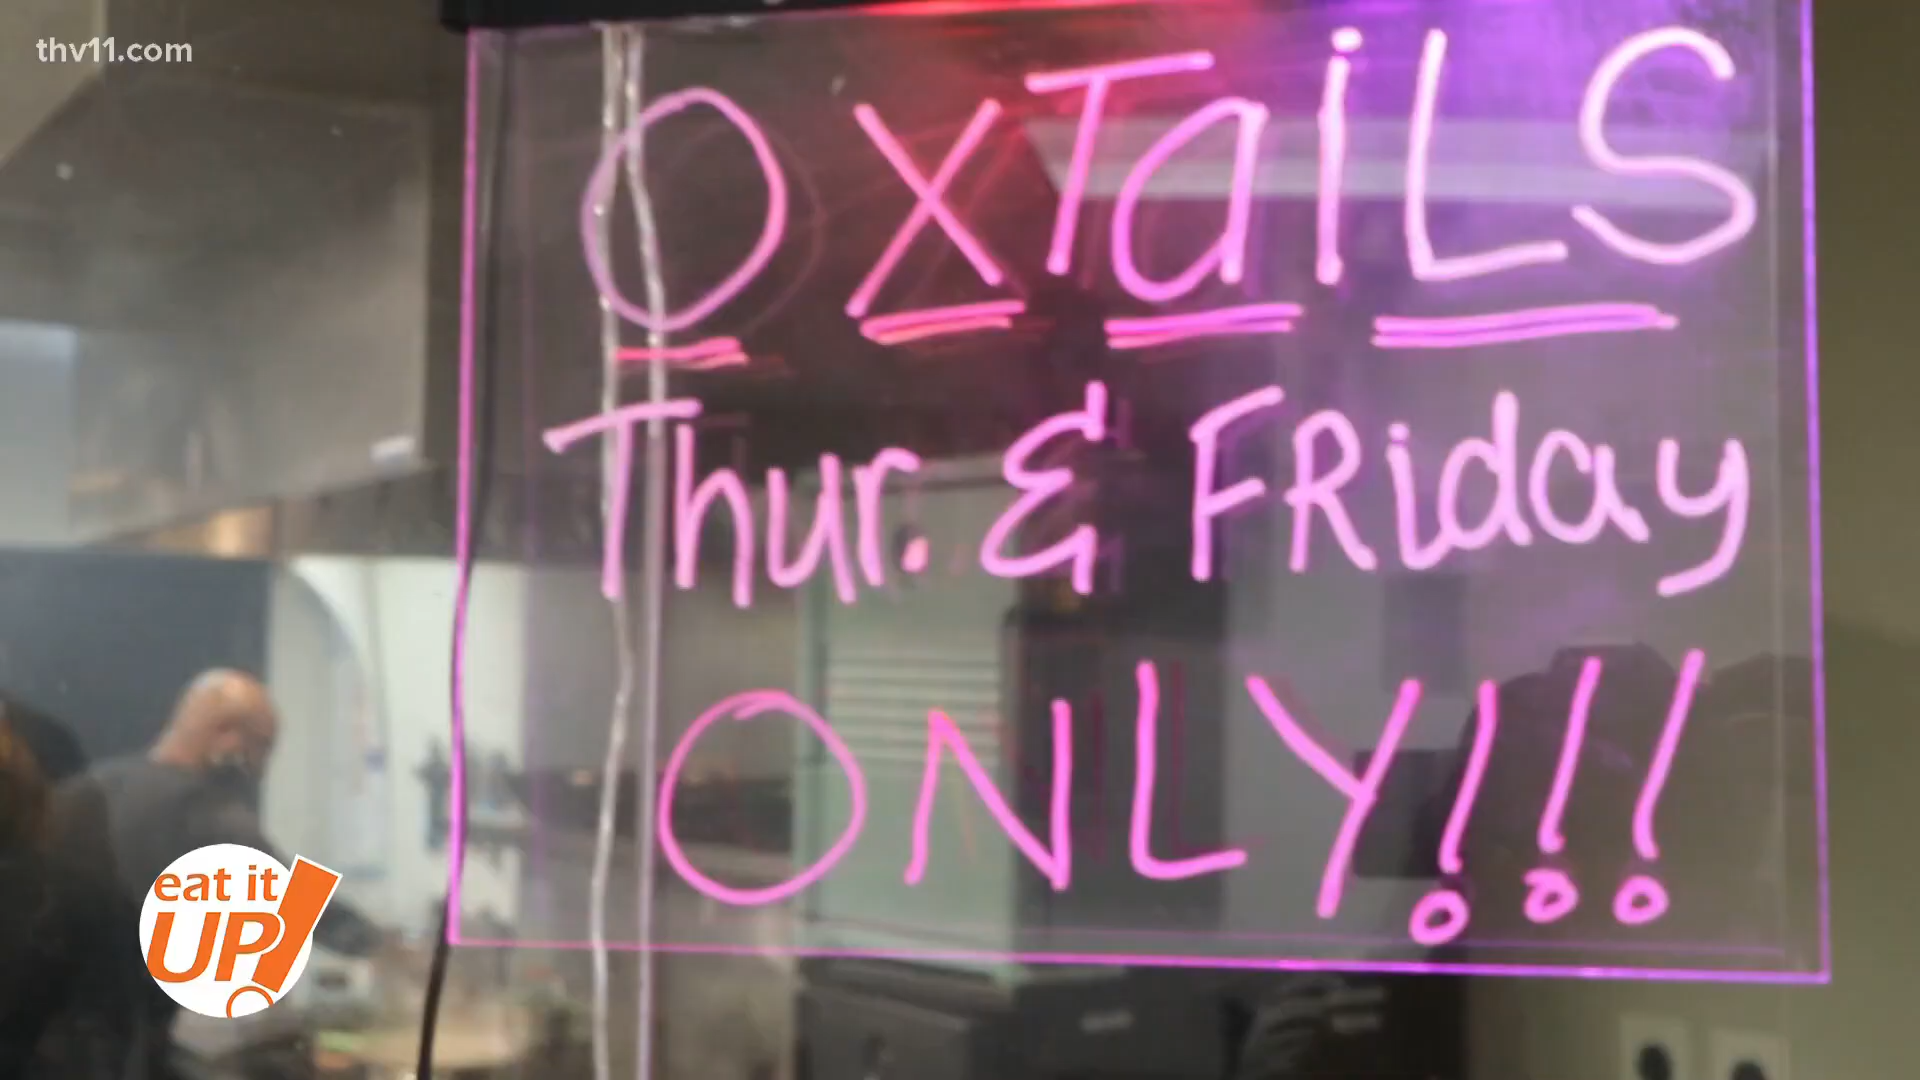 thv11.com
OXTaiLS
Thur. & FRiday
ONLY!!!
eat it
UP!